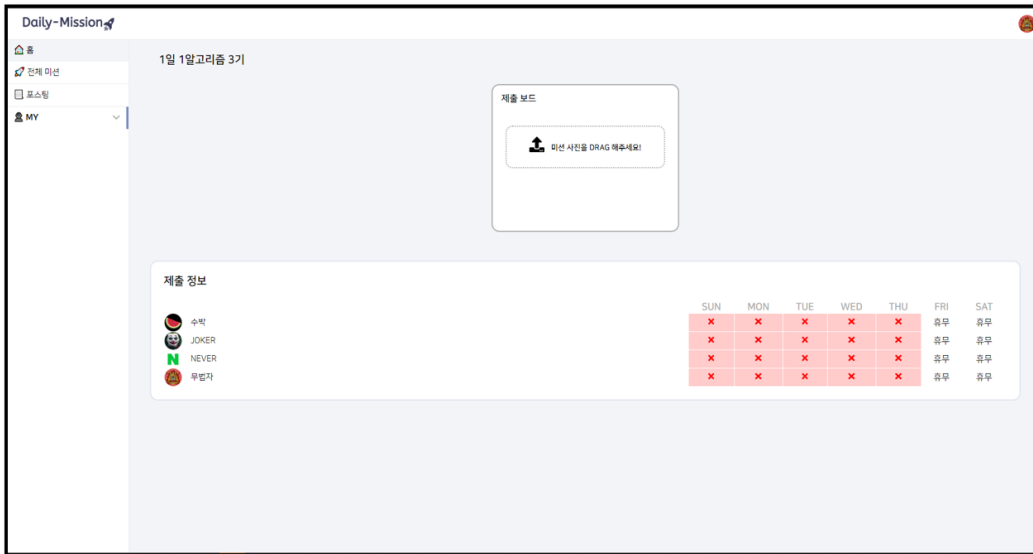 Daily-Mission
홈
전체 미션
포스팅
MY
1일 1알고리즘 3기
제출 보드
미션 사진을 DRAG 해주세요!
제출 정보
SUN MON TUE WED THU FRI SAT
수박 × × × × × 휴무 휴무
JOKER × × × × × 휴무 휴무
N NEVER × × × × × 휴무 휴무
무법자 × × × × × 휴무 휴무